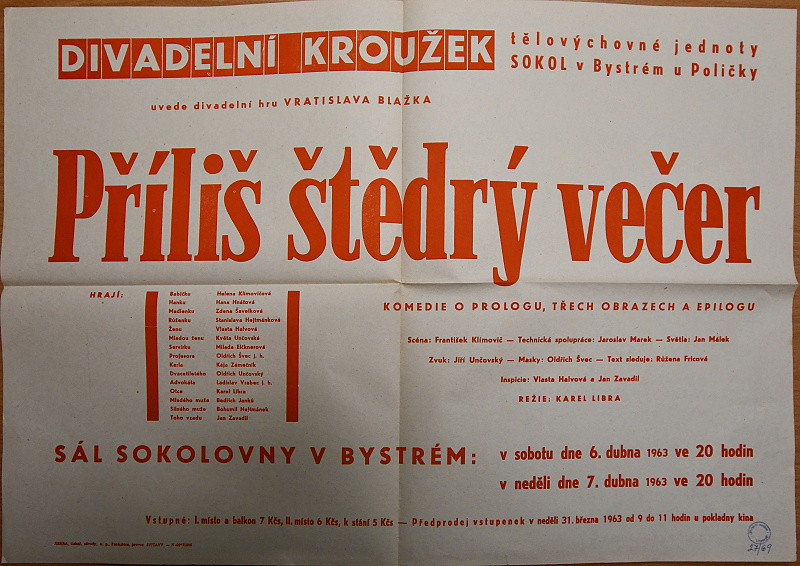 DIVADELNÍ KROUŽEK
tělovýchovné jednoty
SOKOL v Bystrém u Poličky
uvede divadelní hru VRATISLAVA BLAŽKA
Příliš štědrý večer
HRAJÍ:
Babičku Helena Klimovičová
Hanku Hana Hnátová
Madlenku Zdena Šavelková
Růženku Stanislava Hejtmánková
Ženu Vlasta Halvová
Mladou ženu Květa Unčovská
Servírku Milada Elcknerová
Profesora Oldřich Švec j. h.
Karla Kája Zámečník
Dvacetiletého Oldřich Unčovský
Advokáta Ladislav Vrabec j. h.
Otce Karel Libra
Mladého muže Bedřich Janků
Silného muže Bohumil Hejtmánek
Toho vzadu Jan Zavadil
KOMEDIE O PROLOGU, TŘECH OBRAZECH A EPILOGU
Scéna: František Klimovič — Technická spolupráce: Jaroslav Marek — Světla: Jan Málek
Zvuk: Jiří Unčovský — Masky: Oldřich Švec — Text sleduje: Růžena Fricová
Inspicie: Vlasta Halvová a Jan Zavadil
REŽIE: KAREL LIBRA
SÁL SOKOLOVNY V BYSTRÉM:
v sobotu dne 6. dubna 1963 ve 20 hodin
v neděli dne 7. dubna 1963 ve 20 hodin
Vstupné: I. místo a balkon 7 Kčs, II. místo 6 Kčs, k stání 5 Kčs — Předprodej vstupenek v neděli 31. března 1963 od 9 do 11 hodin u pokladny kina
27/69